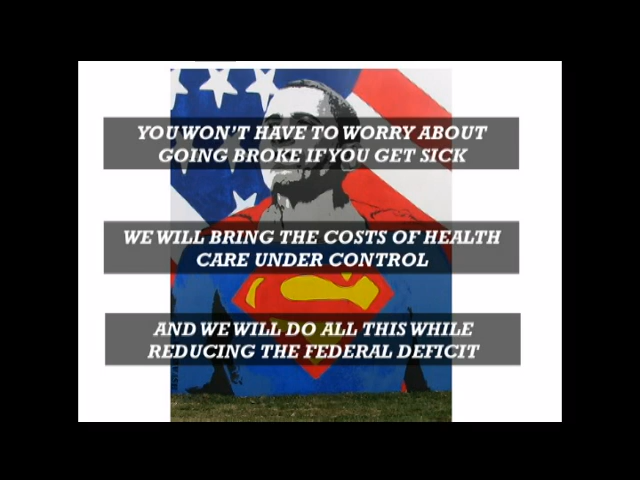 YOU WON'T HAVE TO WORRY ABOUT
GOING BROKE IF YOU GET SICK
WE WILL BRING THE COSTS OF HEALTH
CARE UNDER CONTROL
AND WE WILL DO ALL THIS WHILE
REDUCING THE FEDERAL DEFICIT